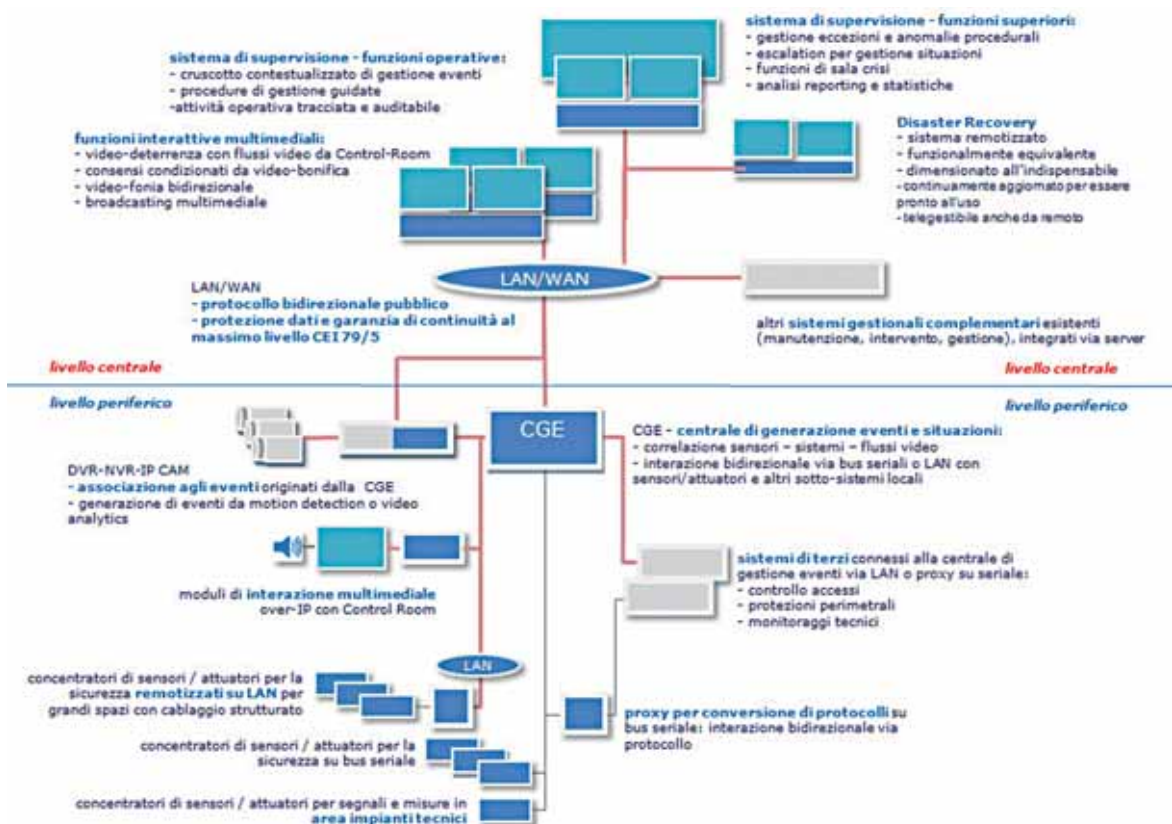 sistema di supervisione - funzioni superiori:
- gestione eccezioni e anomalie procedurali
- escalation per gestione situazioni
- funzioni di sala crisi
- analisi reporting e statistiche
sistema di supervisione - funzioni operative:
- cruscotto contestualizzato di gestione eventi
- procedure di gestione guidate
-attività operativa tracciata e auditabile
funzioni interattive multimediali:
- video-deterrenza con flussi video da Control-Room
- consensi condizionati da video-bonifica
- video-fonia bidirezionale
- broadcasting multimediale
Disaster Recovery
- sistema remotizzato
- funzionalmente equivalente
- dimensionato all'indispensabile
- continuamente aggiornato per essere
pronto all'uso
- telegestibile anche da remoto
LAN/WAN
LAN/WAN
- protocollo bidirezionale pubblico
- protezione dati e garanzia di continuità al
massimo livello CEI 79/5
altri sistemi gestionali complementari esistenti
(manutenzione, intervento, gestione), integrati via server
livello centrale
livello centrale
livello periferico
livello periferico
CGE
CGE - centrale di generazione eventi e situazioni:
- correlazione sensori – sistemi – flussi video
- interazione bidirezionale via bus seriali o LAN con
sensori/attuatori e altri sotto-sistemi locali
DVR-NVR-IP CAM
- associazione agli eventi originati dalla CGE
- generazione di eventi da motion detection o video
analytics
moduli di interazione multimediale
over-IP con Control Room
sistemi di terzi connessi alla centrale di
gestione eventi via LAN o proxy su seriale:
- controllo accessi
- protezioni perimetrali
- monitoraggi tecnici
LAN
concentratori di sensori / attuatori per la
sicurezza remotizzati su LAN per
grandi spazi con cablaggio strutturato
proxy per conversione di protocolli su
bus seriale: interazione bidirezionale via
protocollo
concentratori di sensori / attuatori per la
sicurezza su bus seriale
concentratori di sensori / attuatori per segnali e misure in
area impianti tecnici